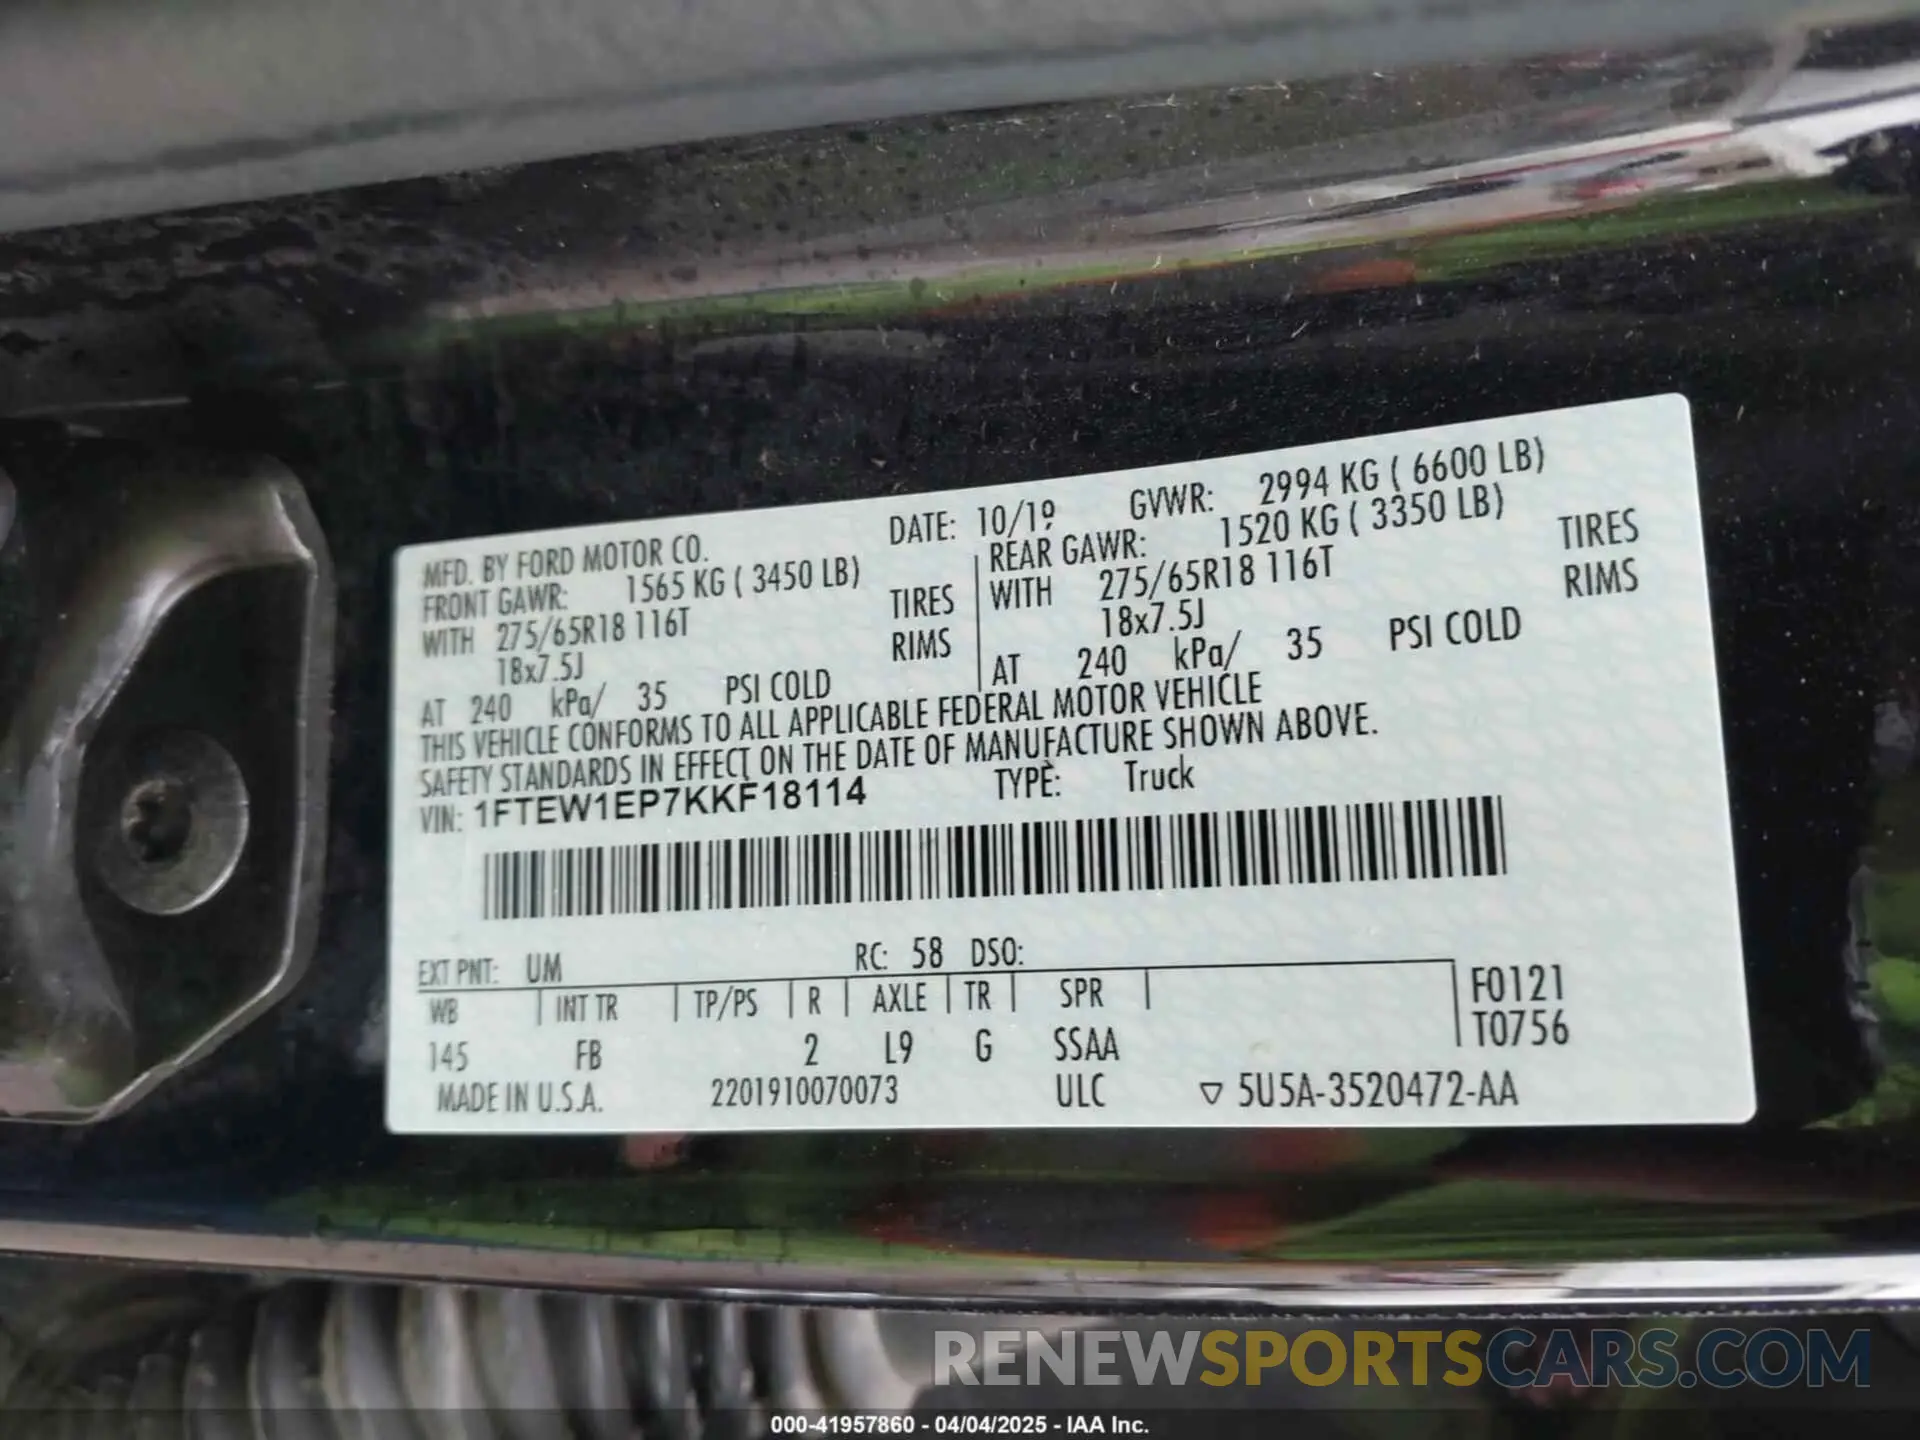 MFD. BY FORD MOTOR CO. DATE: 10/19 GVWR: 2994 KG ( 6600 LB)
FRONT GAWR: 1565 KG ( 3450 LB) REAR GAWR: 1520 KG ( 3350 LB)
WITH 275/65R18 116T TIRES WITH 275/65R18 116T TIRES
18x7.5J RIMS 18x7.5J RIMS
AT 240 kPa/ 35 PSI COLD AT 240 kPa/ 35 PSI COLD
THIS VEHICLE CONFORMS TO ALL APPLICABLE FEDERAL MOTOR VEHICLE
SAFETY STANDARDS IN EFFECT ON THE DATE OF MANUFACTURE SHOWN ABOVE.
VIN: 1FTEW1EP7KKF18114 TYPE: Truck
EXT PNT: UM RC: 58 DSO:
WB INT TR TP/PS R AXLE TR SPR F0121
145 FB 2 L9 G SSAA T0756
MADE IN U.S.A. 2201910070073 ULC ▽ 5U5A-3520472-AA
RENEWSPORTSCARS.COM
000-41957860 - 04/04/2025 - IAA Inc.